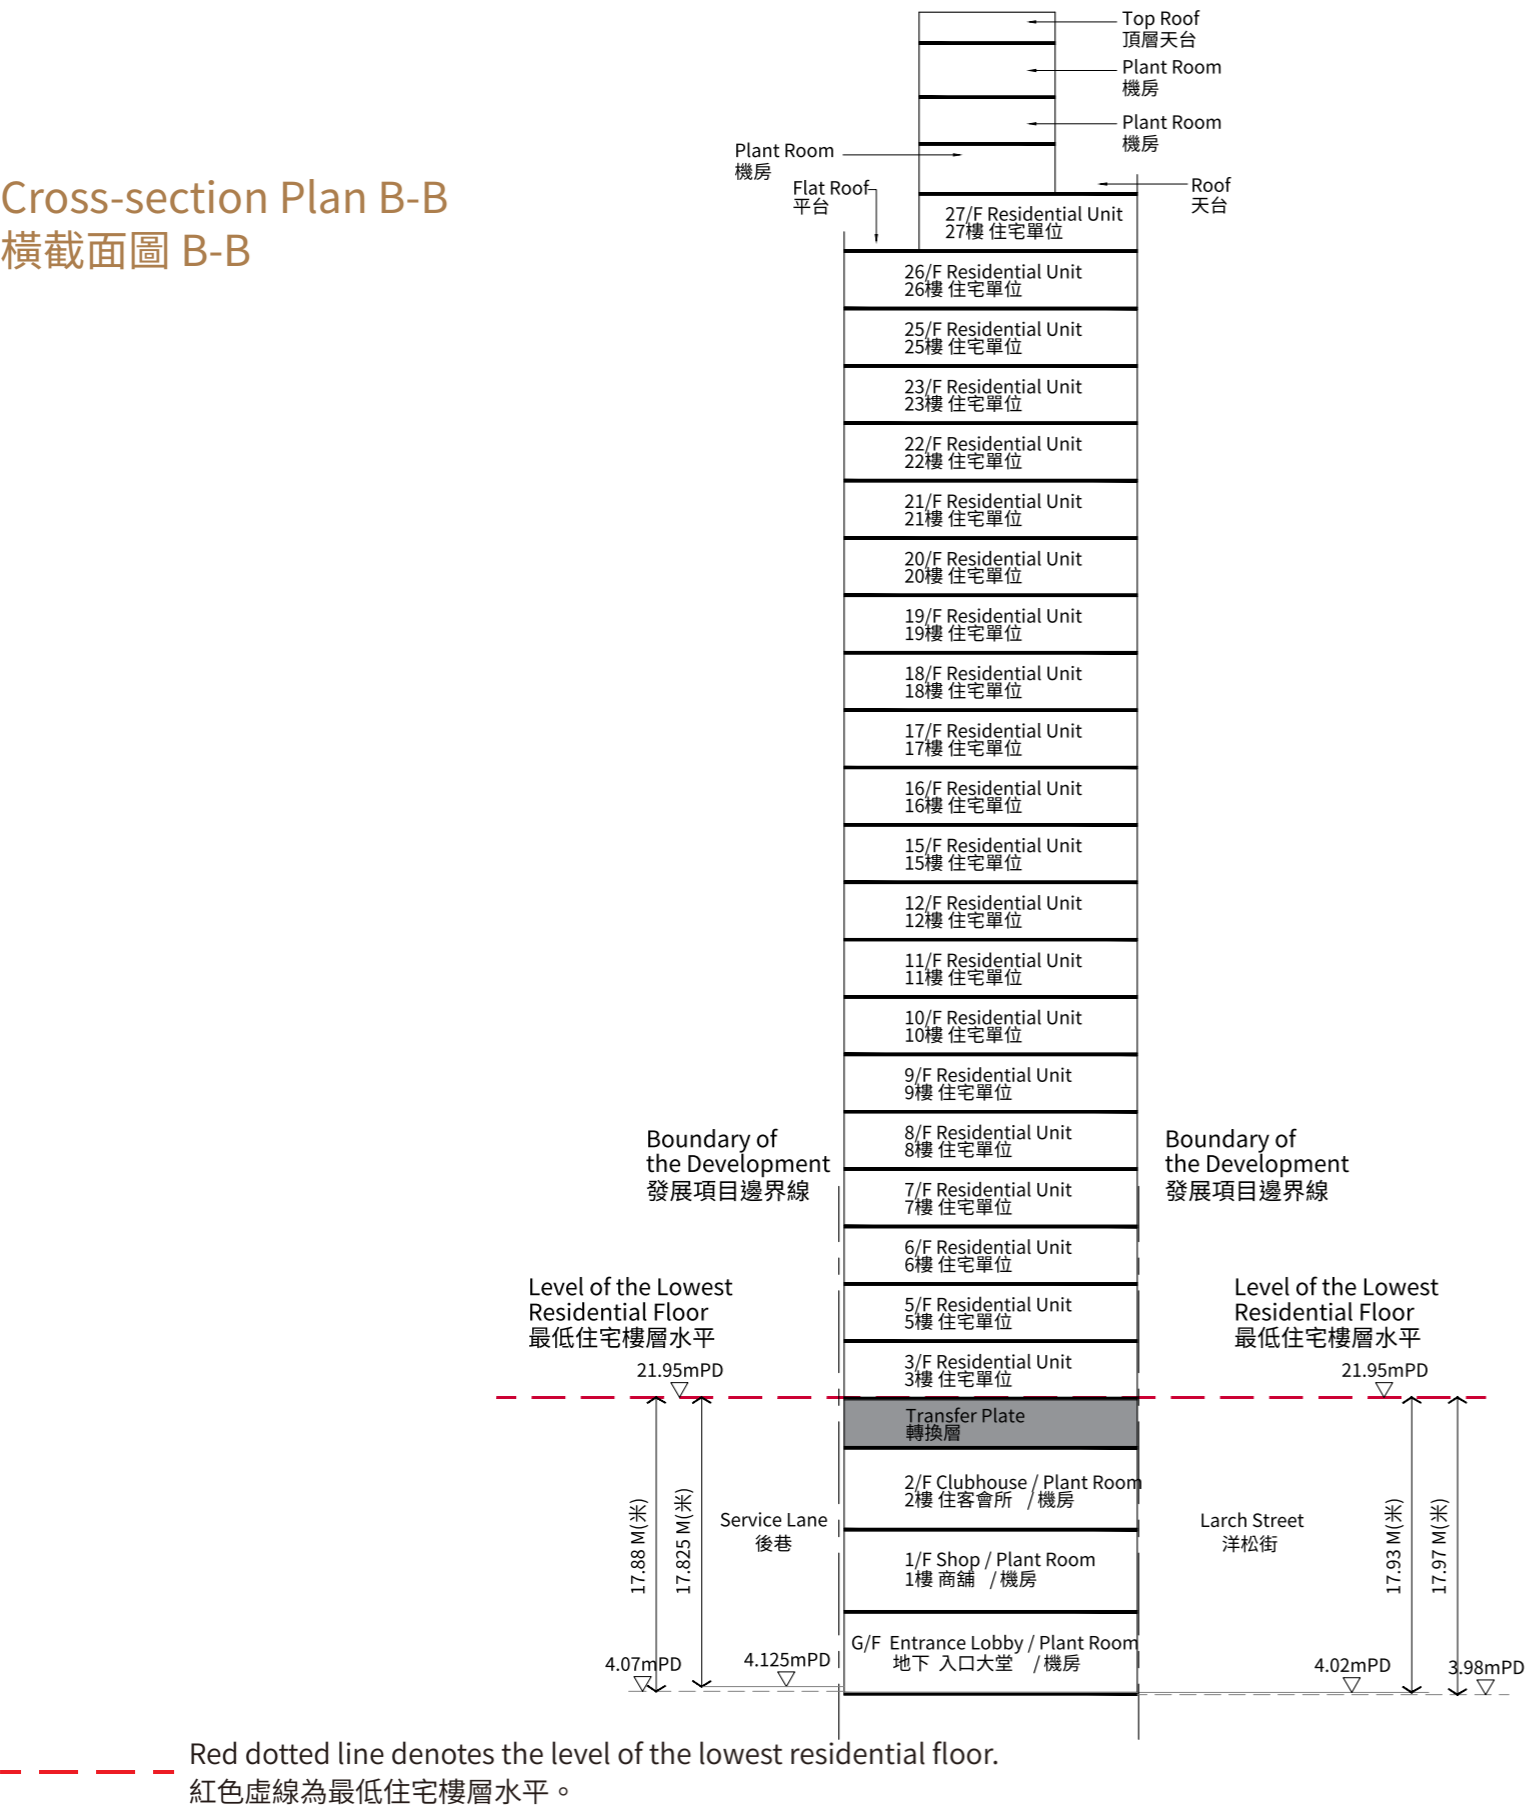 Top Roof
頂層天台
Plant Room
機房
Plant Room
機房
Plant Room
機房
Flat Roof
平台
Roof
天台
Cross-section Plan B-B
橫截面圖 B-B
27/F Residential Unit
27樓 住宅單位
26/F Residential Unit
26樓 住宅單位
25/F Residential Unit
25樓 住宅單位
23/F Residential Unit
23樓 住宅單位
22/F Residential Unit
22樓 住宅單位
21/F Residential Unit
21樓 住宅單位
20/F Residential Unit
20樓 住宅單位
19/F Residential Unit
19樓 住宅單位
18/F Residential Unit
18樓 住宅單位
17/F Residential Unit
17樓 住宅單位
16/F Residential Unit
16樓 住宅單位
15/F Residential Unit
15樓 住宅單位
12/F Residential Unit
12樓 住宅單位
11/F Residential Unit
11樓 住宅單位
10/F Residential Unit
10樓 住宅單位
9/F Residential Unit
9樓 住宅單位
8/F Residential Unit
8樓 住宅單位
7/F Residential Unit
7樓 住宅單位
6/F Residential Unit
6樓 住宅單位
5/F Residential Unit
5樓 住宅單位
3/F Residential Unit
3樓 住宅單位
Boundary of
the Development
發展項目邊界線
Boundary of
the Development
發展項目邊界線
Level of the Lowest
Residential Floor
最低住宅樓層水平
21.95mPD
Level of the Lowest
Residential Floor
最低住宅樓層水平
21.95mPD
Transfer Plate
轉換層
2/F Clubhouse / Plant Room
2樓 住客會所 / 機房
1/F Shop / Plant Room
1樓 商舖 / 機房
G/F Entrance Lobby / Plant Room
地下 入口大堂 / 機房
17.88 M(米)
17.825 M(米)
Service Lane
後巷
Larch Street
洋松街
17.93 M(米)
17.97 M(米)
4.07mPD
4.125mPD
4.02mPD
3.98mPD
Red dotted line denotes the level of the lowest residential floor.
紅色虛線為最低住宅樓層水平。